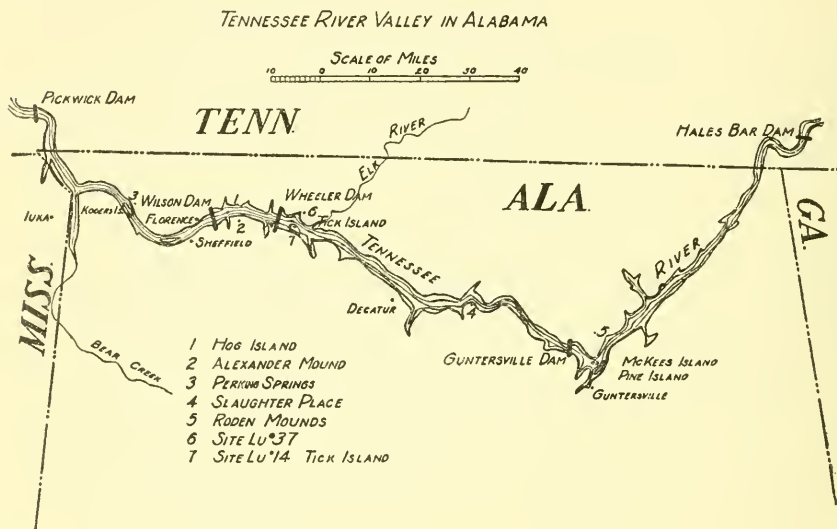 TENNESSEE RIVER VALLEY IN ALABAMA
SCALE OF MILES
10 0 10 20 30 40
PICKWICK DAM
TENN.
RIVER
ELK
HALES BAR DAM
ALA.
GA.
IUKA
KOGERS IS.
3
WILSON DAM
FLORENCE
1
2
SHEFFIELD
WHEELER DAM
6
TICK ISLAND
7
TENNESSEE
RIVER
MISS.
BEAR CREEK
DECATUR
4
GUNTERSVILLE DAM
5
MCKEES ISLAND
PINE ISLAND
GUNTERSVILLE
1 HOG ISLAND
2 ALEXANDER MOUND
3 PERKINS SPRINGS
4 SLAUGHTER PLACE
5 RODEN MOUNDS
6 SITE LU°37
7 SITE LU°14 TICK ISLAND